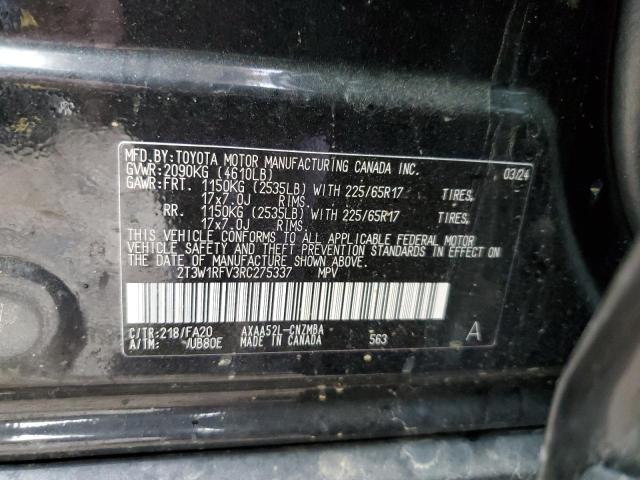 MFD.BY:TOYOTA MOTOR MANUFACTURING CANADA INC.
GVWR:2090KG (4610LB) 03/24
GAWR:FRT. 1150KG (2535LB) WITH 225/65R17 TIRES,
17x7.0J RIMS.
RR. 1150KG (2535LB) WITH 225/65R17 TIRES,
17x7.0J RIMS.
THIS VEHICLE CONFORMS TO ALL APPLICABLE FEDERAL MOTOR
VEHICLE SAFETY AND THEFT PREVENTION STANDARDS IN EFFECT ON
THE DATE OF MANUFACTURE SHOWN ABOVE.
2T3W1RFV3RC275337 MPV
C/TR:218/FA20 AXAA52L-CNZMBA A
A/TM: /UB80E MADE IN CANADA 563